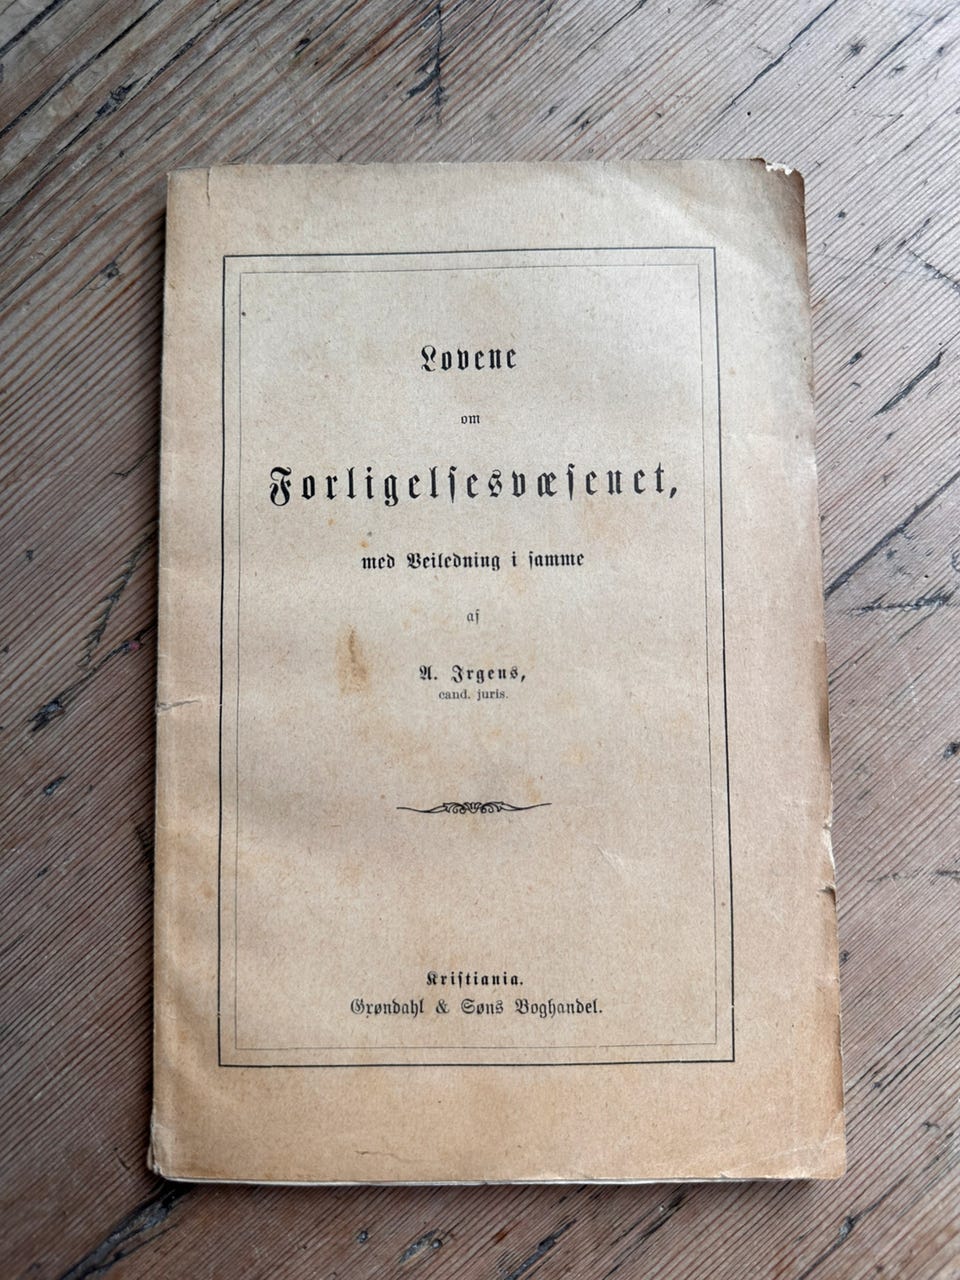 Lovene
om
Forligelsesvæsenet,
med Veiledning i samme
af
A. Irgens,
cand. juris.
Kristiania.
Grøndahl & Søns Boghandel.